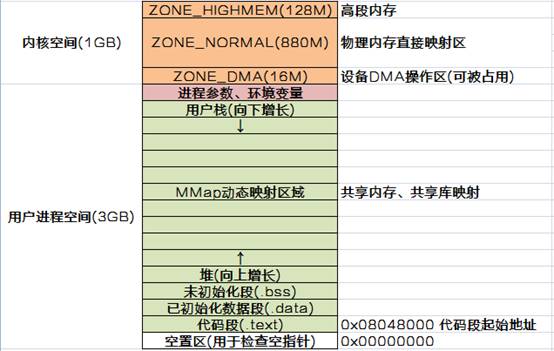 ZONE_HIGHMEM(128M) 高段内存
内核空间(1GB) ZONE_NORMAL(880M) 物理内存直接映射区
ZONE_DMA(16M) 设备DMA操作区(可被占用)
进程参数、环境变量
用户栈(向下增长)
↓
用户进程空间(3GB) MMap动态映射区域 共享内存、共享库映射
↑
堆(向上增长)
未初始化段(.bss)
已初始化数据段(.data)
代码段(.text) 0x08048000 代码段起始地址
空置区(用于检查空指针) 0x00000000